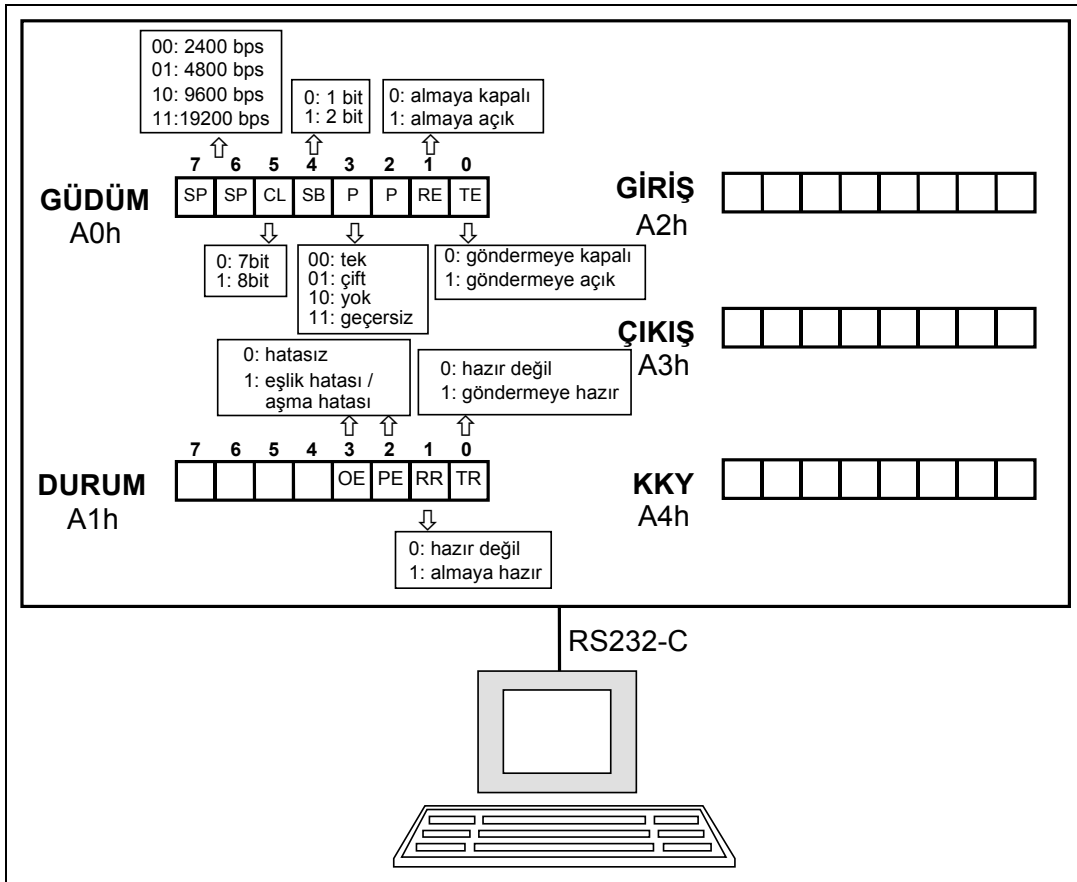 00: 2400 bps
01: 4800 bps
10: 9600 bps
11:19200 bps
0: 1 bit
1: 2 bit
0: almaya kapalı
1: almaya açık
7 6 5 4 3 2 1 0
GÜDÜM
A0h
SP SP CL SB P P RE TE
0: 7bit
1: 8bit
00: tek
01: çift
10: yok
11: geçersiz
0: göndermeye kapalı
1: göndermeye açık
GİRİŞ
A2h
ÇIKIŞ
A3h
0: hatasız
1: eşlik hatası /
aşma hatası
0: hazır değil
1: göndermeye hazır
7 6 5 4 3 2 1 0
DURUM
A1h
OE PE RR TR
0: hazır değil
1: almaya hazır
KKY
A4h
RS232-C